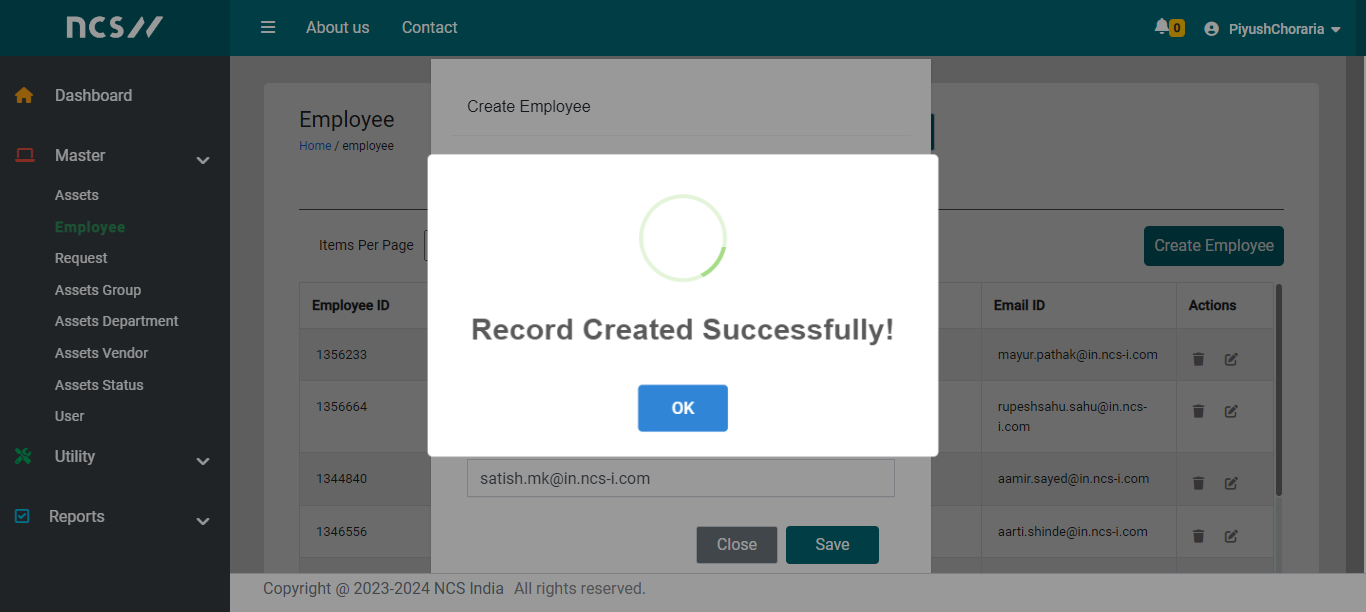 ncs//
About us Contact
0 PiyushChoraria
Dashboard
Master
Assets
Employee
Request
Assets Group
Assets Department
Assets Vendor
Assets Status
User
Utility
Reports
Create Employee
Employee
Home / employee
Items Per Page
Create Employee
Employee ID Email ID Actions
1356233 mayur.pathak@in.ncs-i.com
1356664 rupeshsahu.sahu@in.ncs-
i.com
1344840 aamir.sayed@in.ncs-i.com
1346556 aarti.shinde@in.ncs-i.com
Record Created Successfully!
OK
satish.mk@in.ncs-i.com
Close Save
Copyright @ 2023-2024 NCS India All rights reserved.